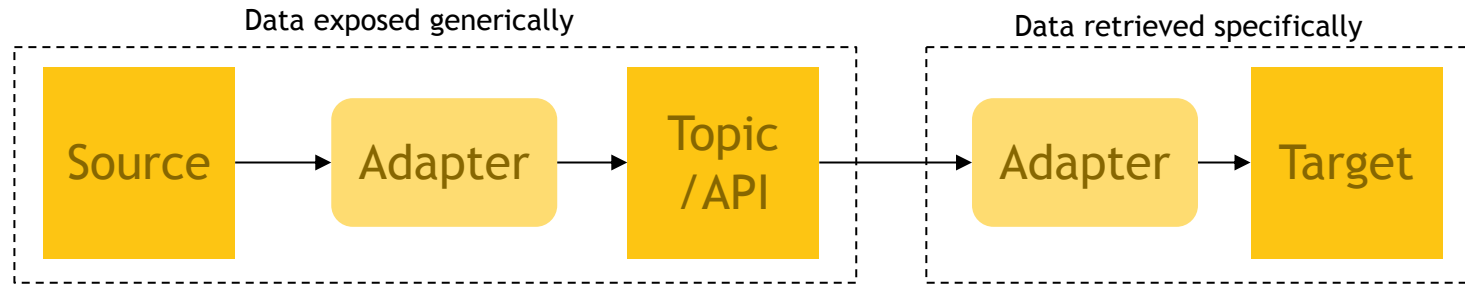 Data exposed generically
Data retrieved specifically
Source
Adapter
Topic
/API
Adapter
Target